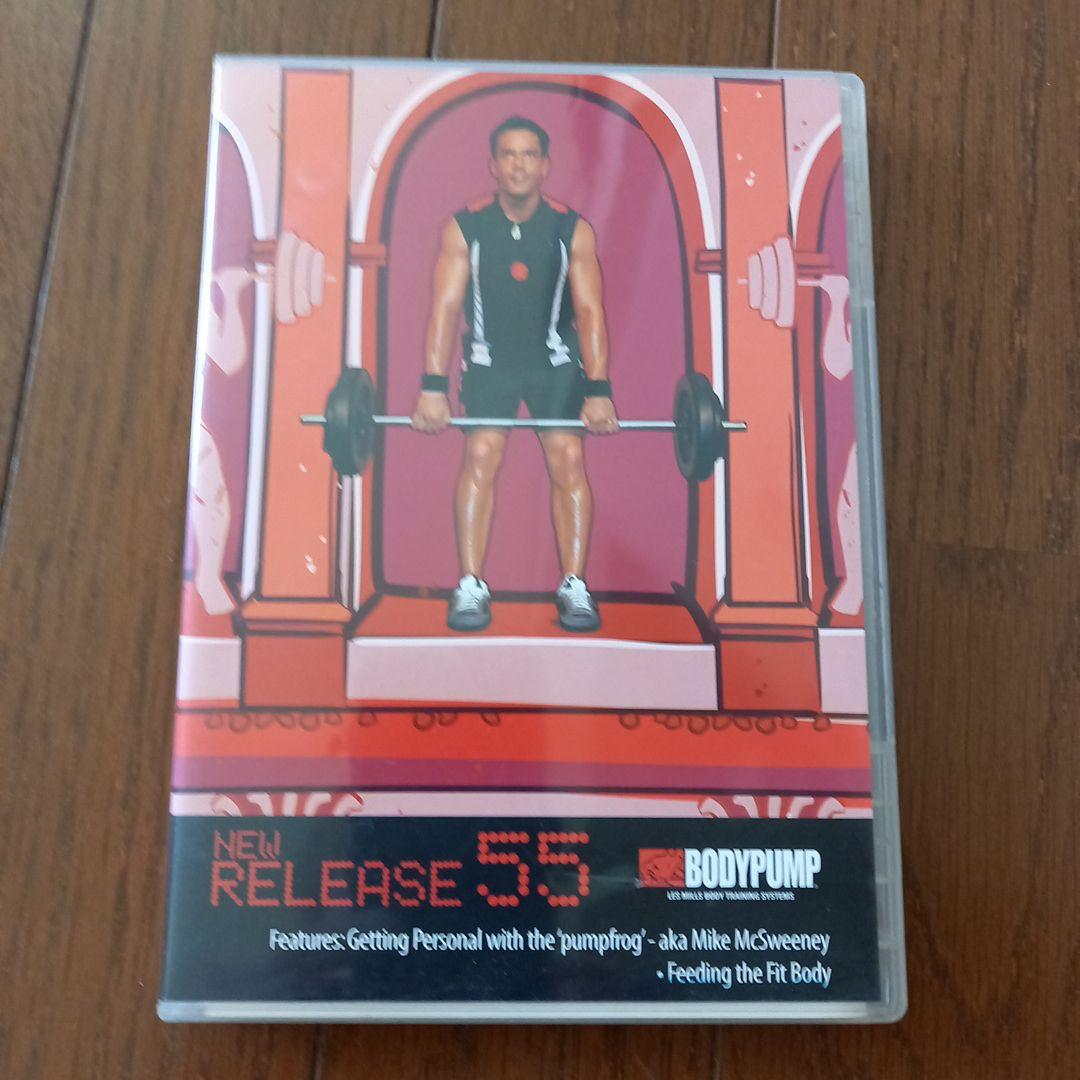 NEW
RELEASE 55
BODYPUMP™
LES MILLS BODY TRAINING SYSTEMS
Features: Getting Personal with the 'pumpfrog' - aka Mike McSweeney
• Feeding the Fit Body